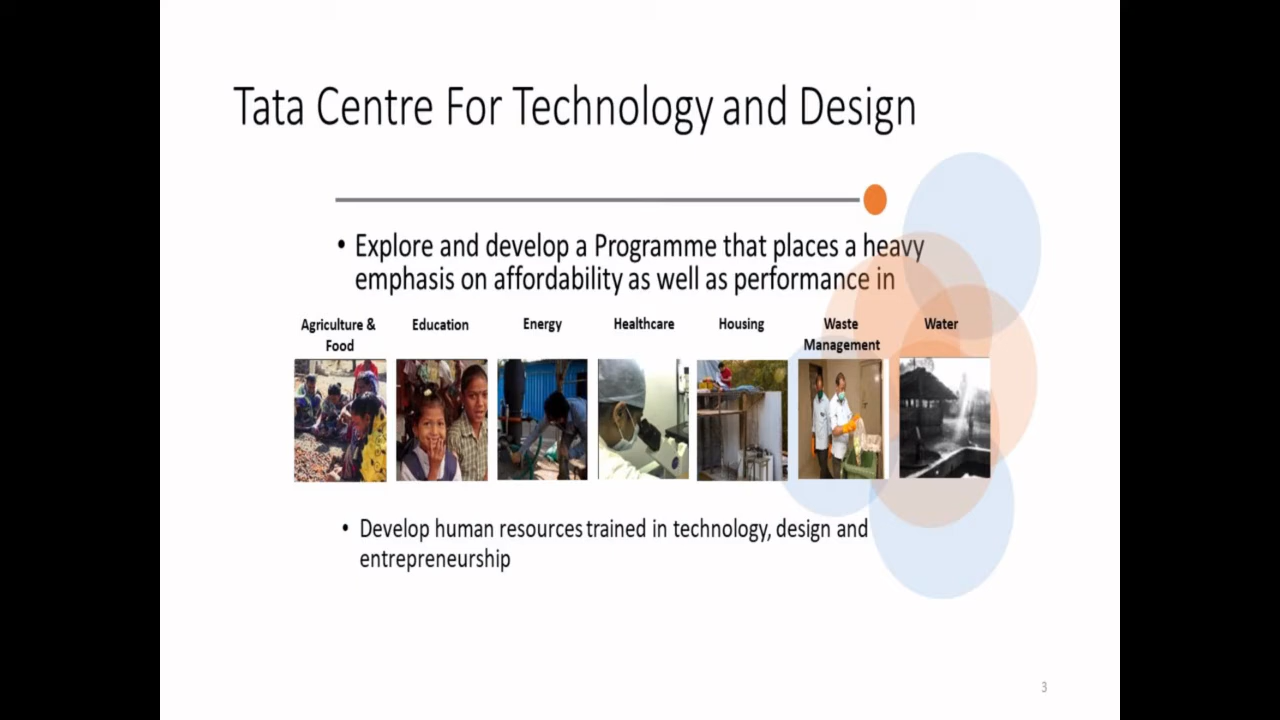 Tata Centre For Technology and Design
• Explore and develop a Programme that places a heavy
emphasis on affordability as well as performance in
Agriculture &
Food
Education
Energy
Healthcare
Housing
Waste
Management
Water
• Develop human resources trained in technology, design and
entrepreneurship
3